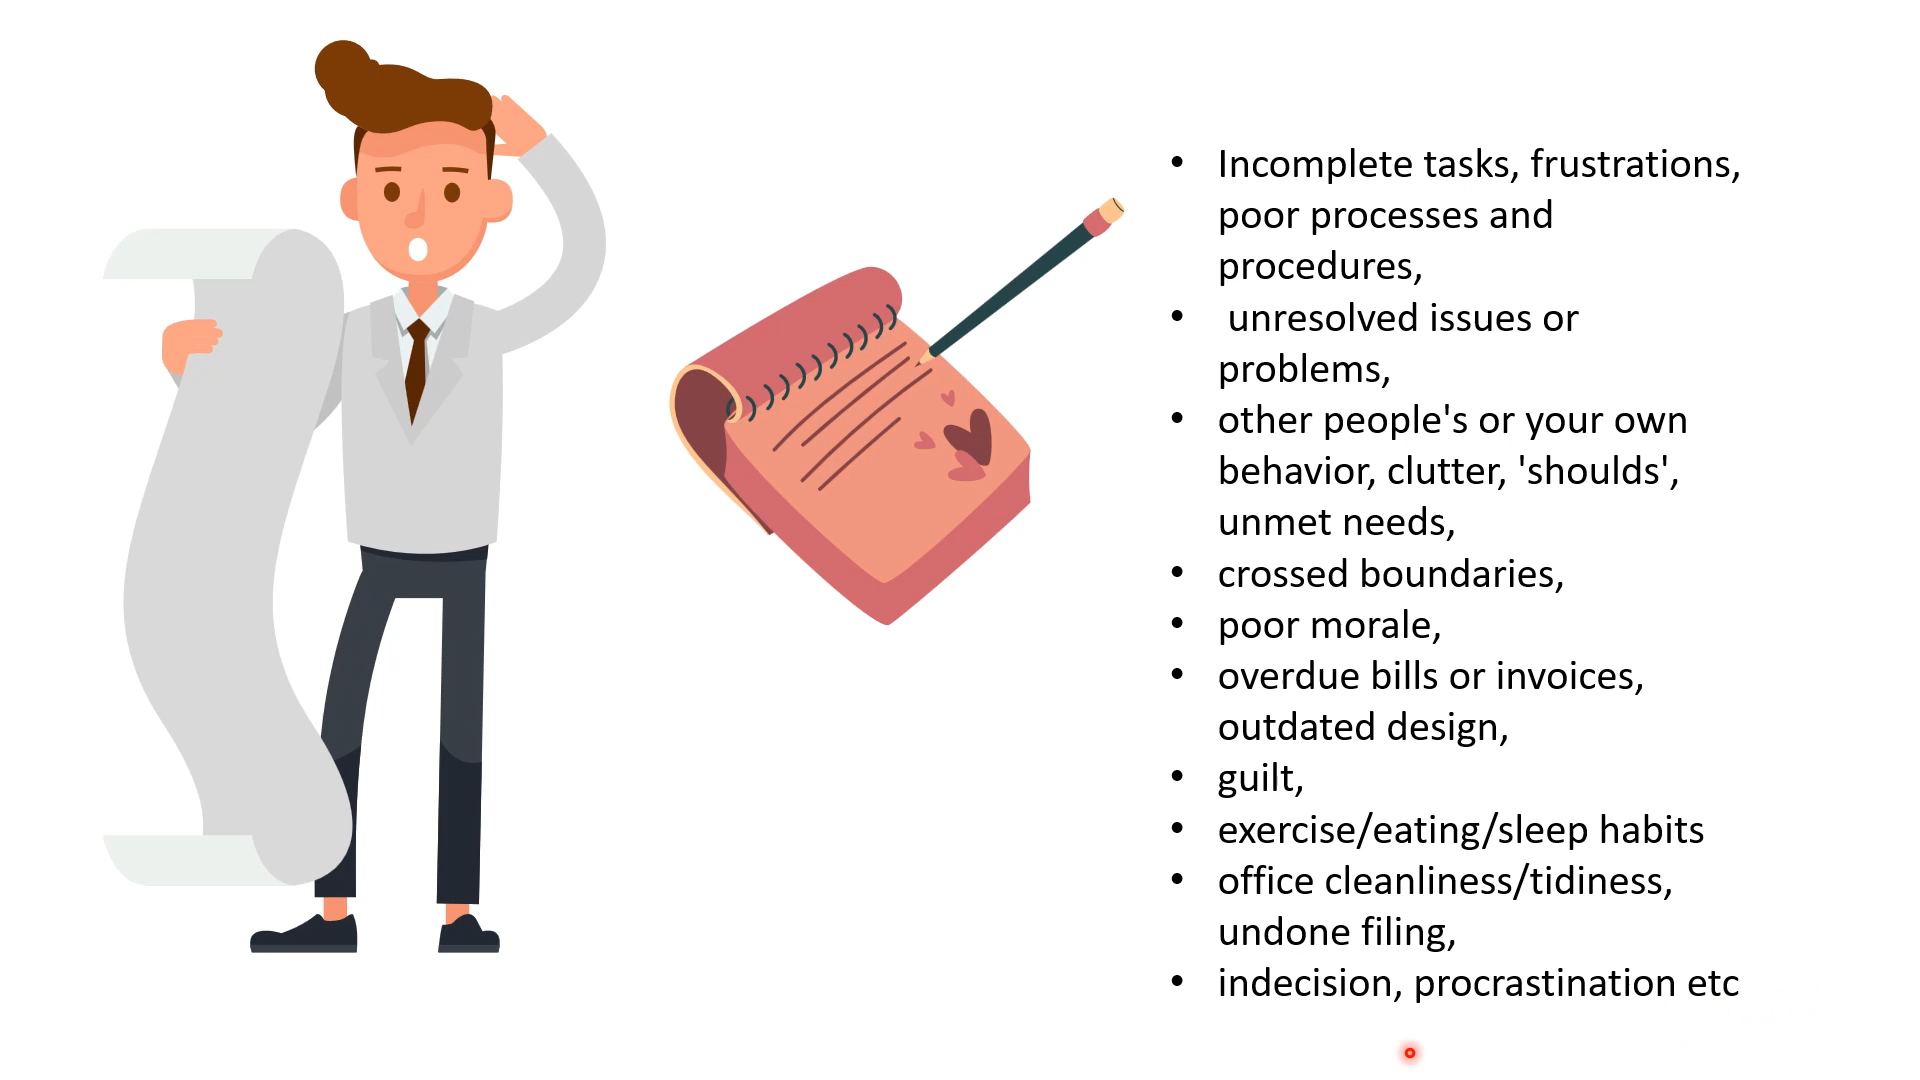 • Incomplete tasks, frustrations,
poor processes and
procedures,
• unresolved issues or
problems,
• other people's or your own
behavior, clutter, 'shoulds',
unmet needs,
• crossed boundaries,
• poor morale,
• overdue bills or invoices,
outdated design,
• guilt,
• exercise/eating/sleep habits
• office cleanliness/tidiness,
undone filing,
• indecision, procrastination etc